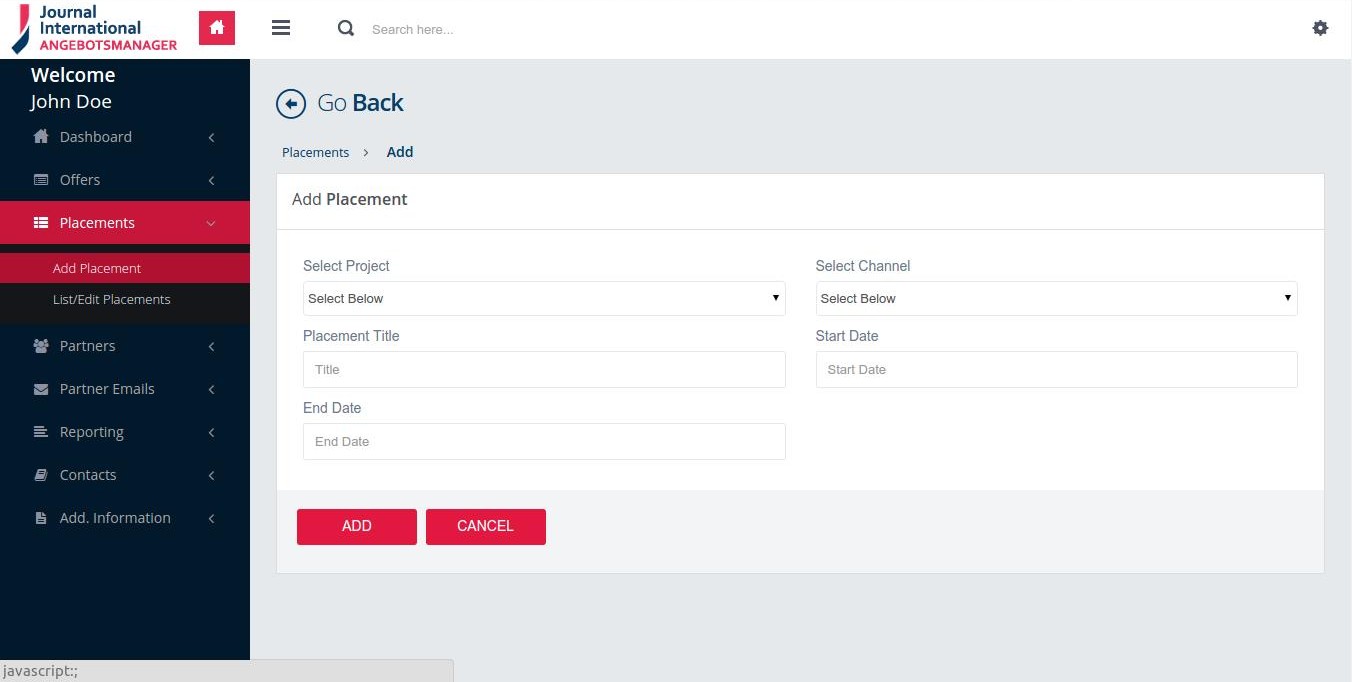 Journal
International
ANGEBOTSMANAGER
Search here...
Welcome
John Doe
Dashboard
Offers
Placements
Add Placement
List/Edit Placements
Partners
Partner Emails
Reporting
Contacts
Add. Information
Go Back
Placements > Add
Add Placement
Select Project
Select Below
Select Channel
Select Below
Placement Title
Title
Start Date
Start Date
End Date
End Date
ADD
CANCEL
javascript:;